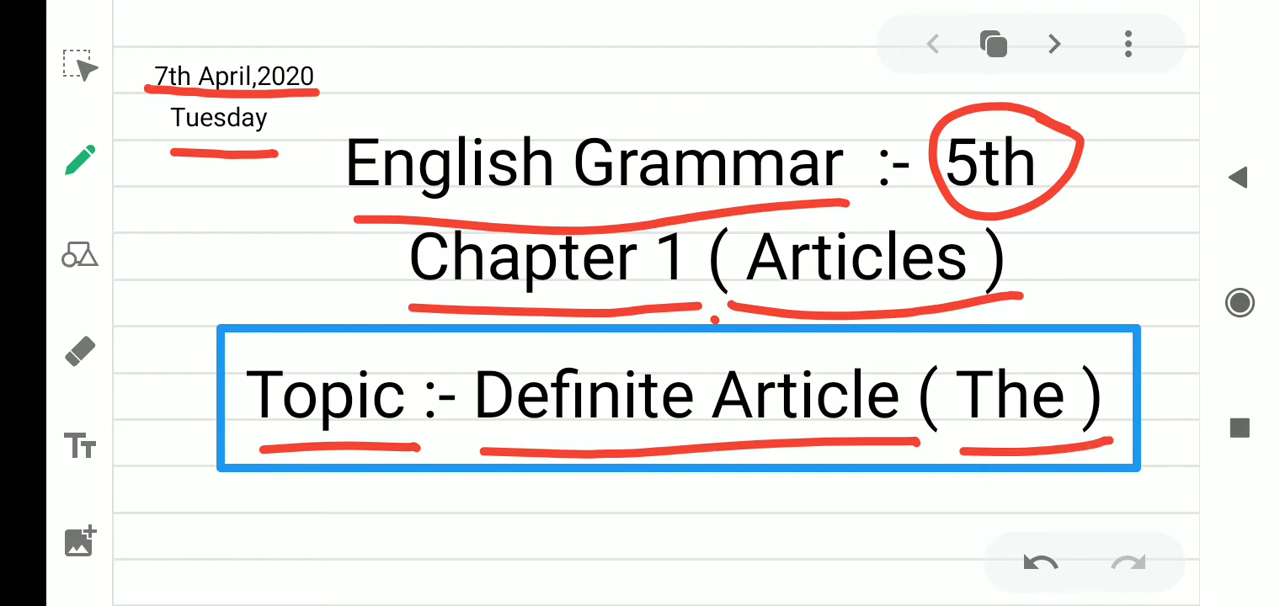 7th April,2020
Tuesday
English Grammar :- 5th
Chapter 1 ( Articles )
Topic :- Definite Article ( The )